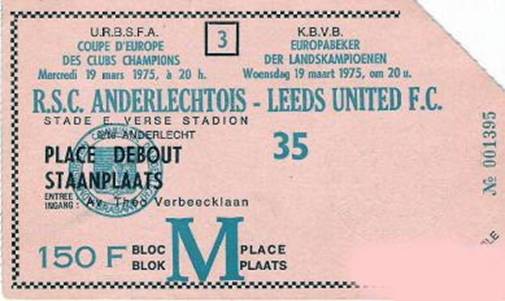 U.R.B.S.F.A.
COUPE D'EUROPE
DES CLUBS CHAMPIONS
Mercredi 19 mars 1975, à 20 h.
3
K.B.V.B.
EUROPABEKER
DER LANDSKAMPIOENEN
Woensdag 19 maart 1975, om 20 u.
R.S.C. ANDERLECHTOIS - LEEDS UNITED F.C.
STADE E. VERSE STADION
ANDERLECHT
PLACE DEBOUT
STAANPLAATS
35
ENTREE
INGANG : Av. Théo Verbeecklaan
150 F
BLOC
BLOK
M
PLACE
PLAATS
№ 001395